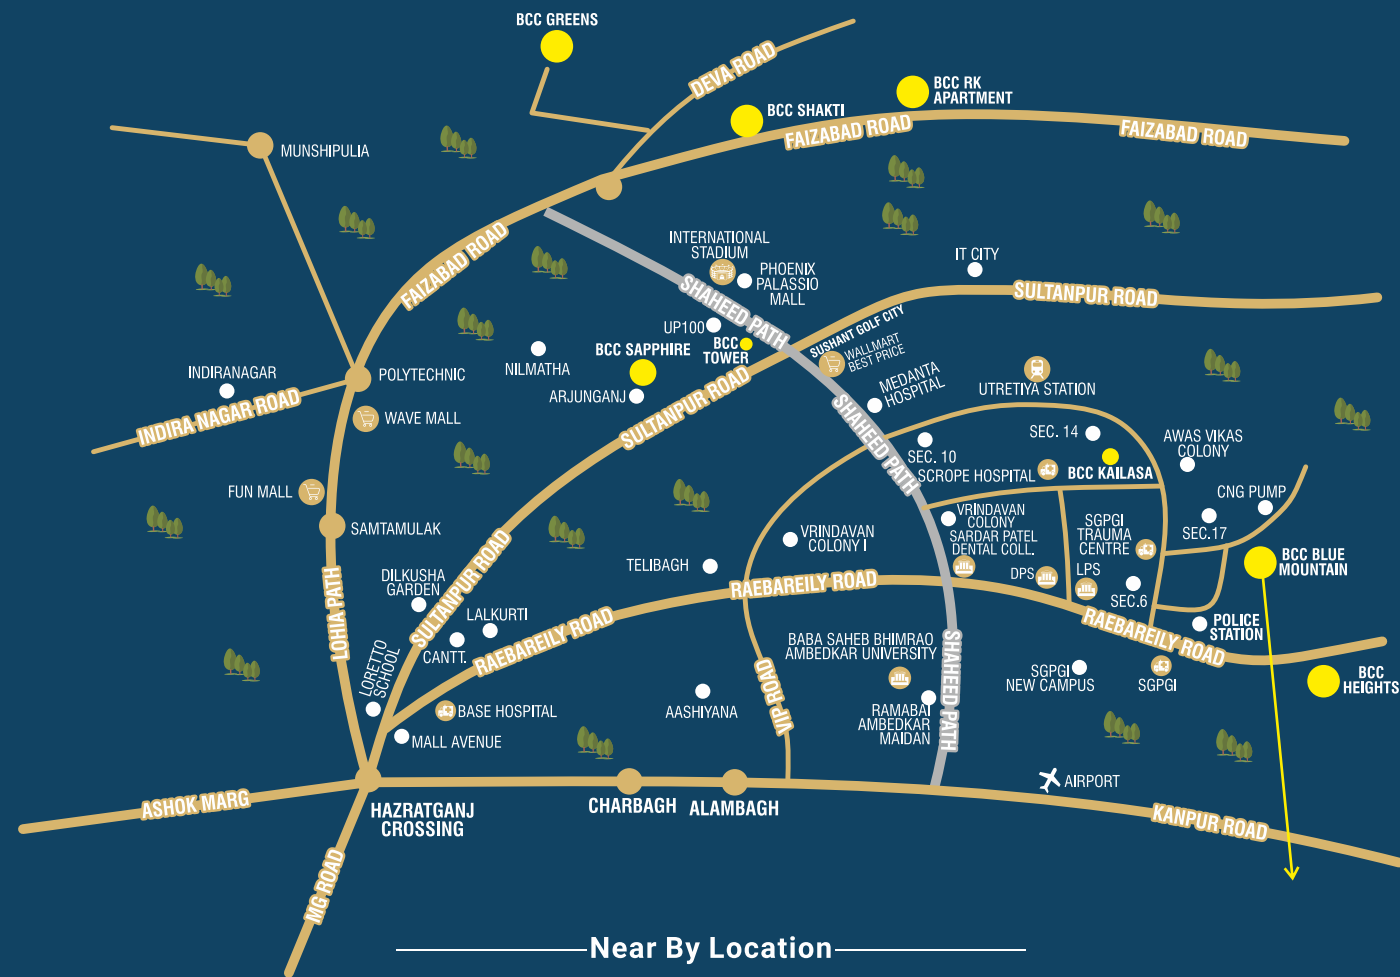 BCC GREENS
DEVA ROAD
BCC SHAKTI
BCC RK
APARTMENT
FAIZABAD ROAD
FAIZABAD ROAD
MUNSHIPULIA
FAIZABAD ROAD
INTERNATIONAL
STADIUM
PHOENIX
PALASSIO
MALL
IT CITY
SULTANPUR ROAD
SHAHEED PATH
SUSHANT GOLF CITY
UP100
BCC
TOWER
WALLMART
BEST PRICE
BCC SAPPHIRE
NILMATHA
ARJUNGANJ
SULTANPUR ROAD
MEDANTA
HOSPITAL
UTRETIYA STATION
INDIRANAGAR
POLYTECHNIC
INDIRA NAGAR ROAD
WAVE MALL
SHAHEED PATH
SEC. 14
SEC. 10
SCROPE HOSPITAL
BCC KAILASA
AWAS VIKAS
COLONY
CNG PUMP
FUN MALL
SAMTAMULAK
VRINDAVAN
COLONY I
VRINDAVAN
COLONY
SARDAR PATEL
DENTAL COLL.
SGPGI
TRAUMA
CENTRE
SEC.17
BCC BLUE
MOUNTAIN
TELIBAGH
DPS
LPS
SEC.6
DILKUSHA
GARDEN
SULTANPUR ROAD
LALKURTI
CANTT.
RAEBAREILY ROAD
RAEBAREILY ROAD
RAEBAREILY ROAD
POLICE
STATION
LOHIA PATH
LORETTO
SCHOOL
BABA SAHEB BHIMRAO
AMBEDKAR UNIVERSITY
SHAHEED PATH
SGPGI
NEW CAMPUS
SGPGI
BCC
HEIGHTS
BASE HOSPITAL
MALL AVENUE
AASHIYANA
VIP ROAD
RAMABAI
AMBEDKAR
MAIDAN
AIRPORT
ASHOK MARG
HAZRATGANJ
CROSSING
CHARBAGH
ALAMBAGH
KANPUR ROAD
MG ROAD
Near By Location